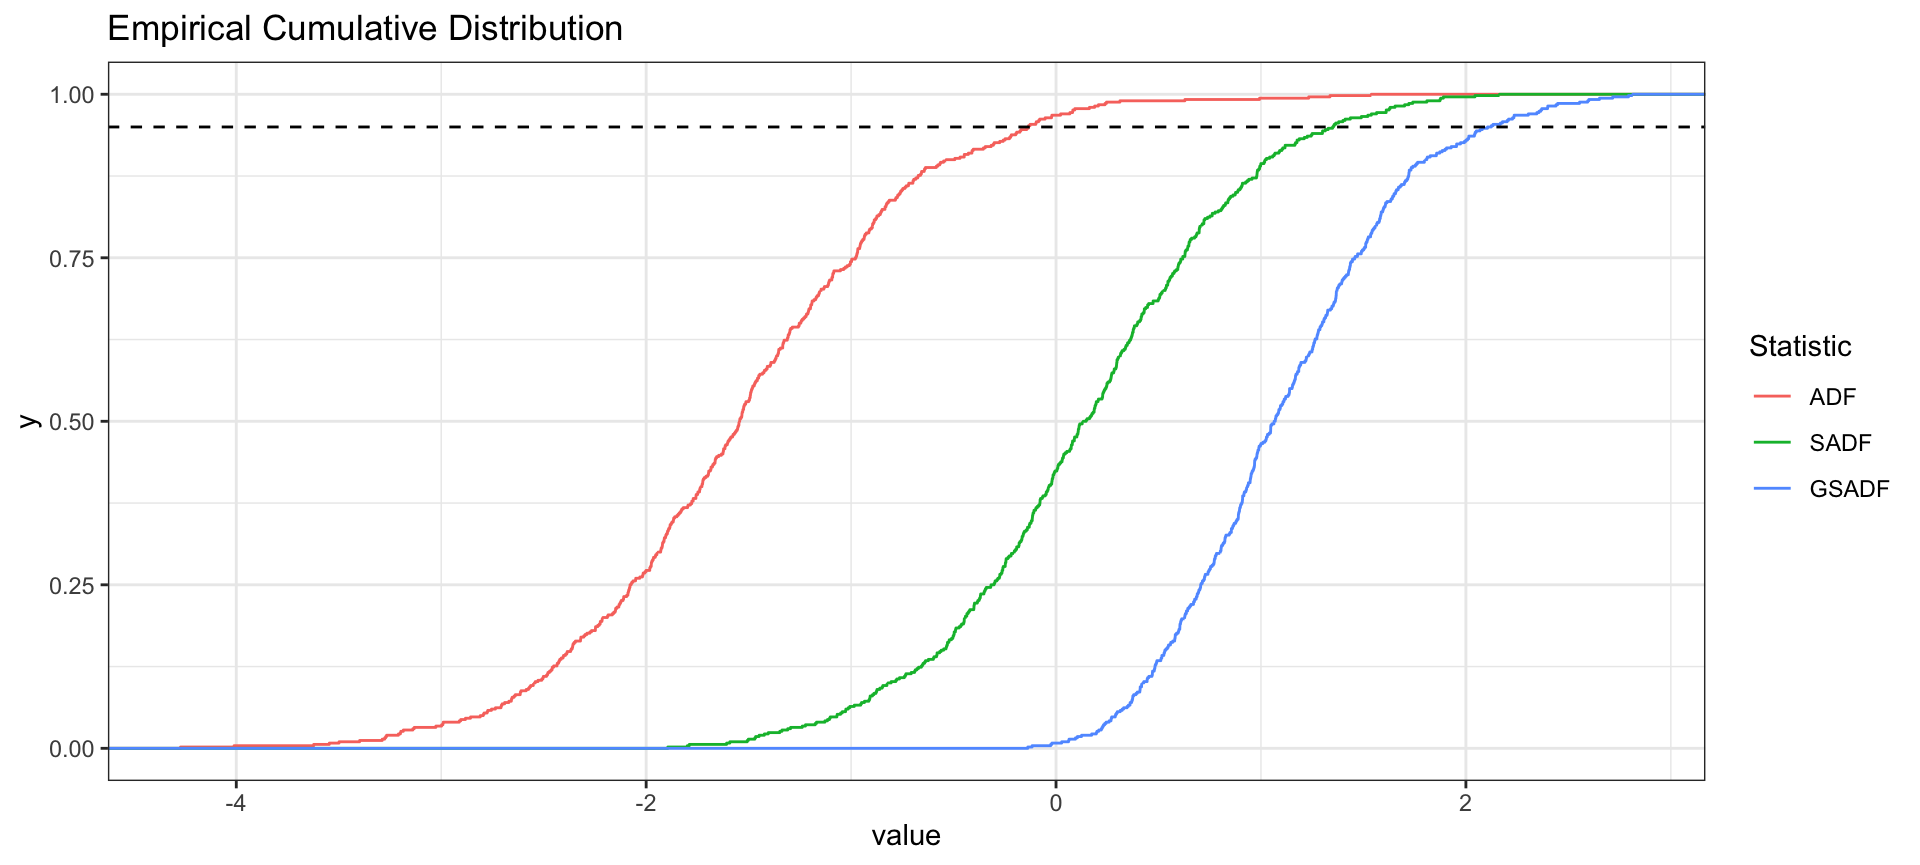 Empirical Cumulative Distribution
1.00
0.75
0.50
0.25
0.00
y
-4
-2
0
2
value
Statistic
ADF
SADF
GSADF